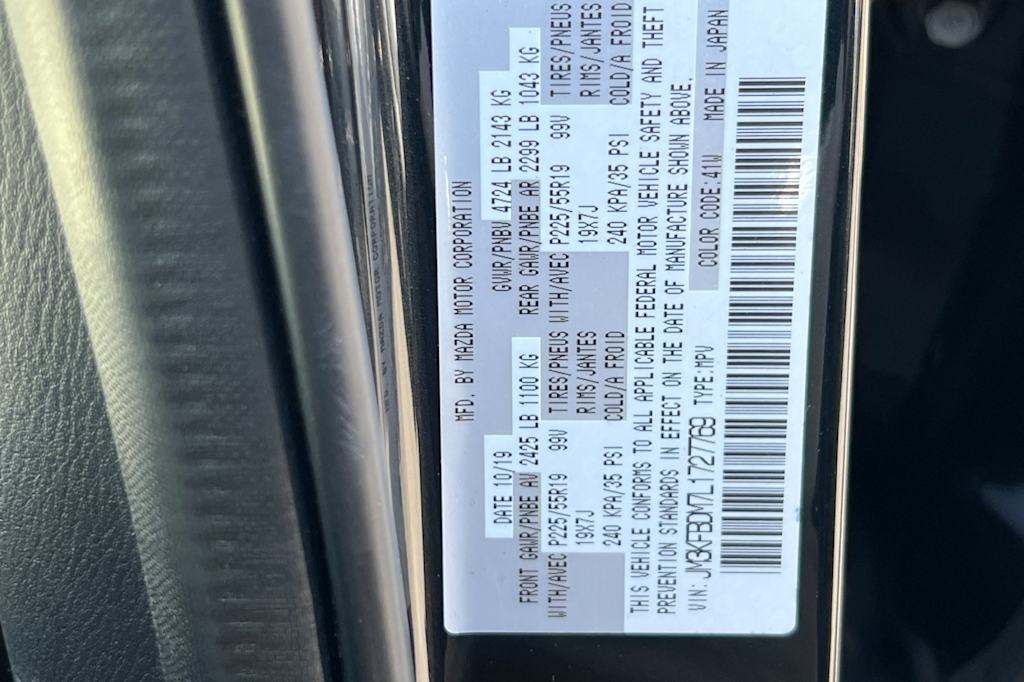 MFD. BY MAZDA MOTOR CORPORATION
DATE 10/19 GVWR/PNBV 4724 LB 2143 KG
FRONT GAWR/PNBE AV 2425 LB 1100 KG REAR GAWR/PNBE AR 2299 LB 1043 KG
WITH/AVEC P225/55R19 99V TIRES/PNEUS WITH/AVEC P225/55R19 99V TIRES/PNEUS
19X7J RIMS/JANTES 19X7J RIMS/JANTES
240 KPA/35 PSI COLD/A FROID 240 KPA/35 PSI COLD/A FROID
THIS VEHICLE CONFORMS TO ALL APPLICABLE FEDERAL MOTOR VEHICLE SAFETY AND THEFT
PREVENTION STANDARDS IN EFFECT ON THE DATE OF MANUFACTURE SHOWN ABOVE.
VIN: JM3KFBDM7L1727769 TYPE: MPV COLOR CODE: 41W MADE IN JAPAN
MFD. BY MAZDA MOTOR CORPORATION